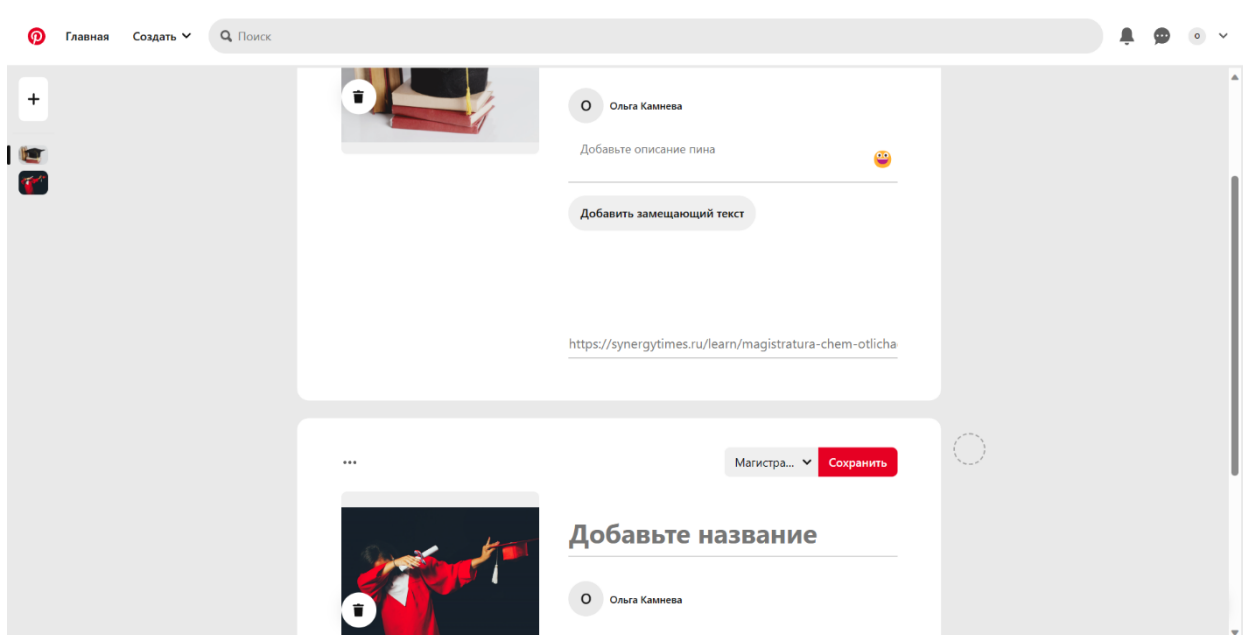 Главная Создать Поиск
О Ольга Камнева
Добавьте описание пина
Добавить замещающий текст
https://synergytimes.ru/learn/magistratura-chem-otlicha
Магистра... Сохранить
Добавьте название
О Ольга Камнева